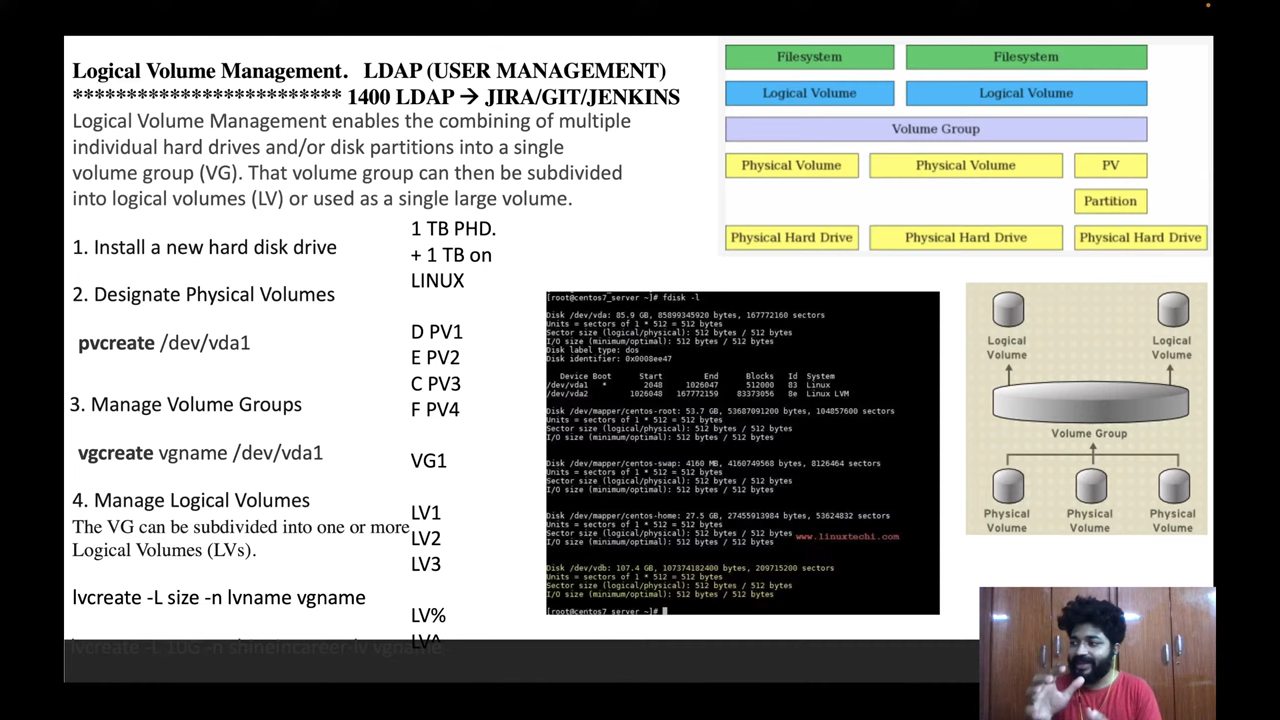 Logical Volume Management.   LDAP (USER MANAGEMENT)
************************* 1400 LDAP → JIRA/GIT/JENKINS
Logical Volume Management enables the combining of multiple
individual hard drives and/or disk partitions into a single
volume group (VG). That volume group can then be subdivided
into logical volumes (LV) or used as a single large volume.
1. Install a new hard disk drive
2. Designate Physical Volumes
pvcreate /dev/vda1
3. Manage Volume Groups
vgcreate vgname /dev/vda1
4. Manage Logical Volumes
The VG can be subdivided into one or more
Logical Volumes (LVs).
lvcreate -L size -n lvname vgname
lvcreate -L 10G -n shineincareer-lv vgname
1 TB PHD.
+ 1 TB on
LINUX
D PV1
E PV2
C PV3
F PV4
VG1
LV1
LV2
LV3
LV%
LV^
Filesystem
Filesystem
Logical Volume
Logical Volume
Volume Group
Physical Volume
Physical Volume
PV
Partition
Physical Hard Drive
Physical Hard Drive
Physical Hard Drive
[root@centos7_server ~]# fdisk -l
Disk /dev/vda: 85.9 GB, 85899345920 bytes, 167772160 sectors
Units = sectors of 1 * 512 = 512 bytes
Sector size (logical/physical): 512 bytes / 512 bytes
I/O size (minimum/optimal): 512 bytes / 512 bytes
Disk label type: dos
Disk identifier: 0x0008ee47
Device Boot      Start         End      Blocks   Id  System
/dev/vda1   *        2048     1026047      512000   83  Linux
/dev/vda2         1026048   167772159    83373056   8e  Linux LVM
Disk /dev/mapper/centos-root: 53.7 GB, 53687091200 bytes, 104857600 sectors
Units = sectors of 1 * 512 = 512 bytes
Sector size (logical/physical): 512 bytes / 512 bytes
I/O size (minimum/optimal): 512 bytes / 512 bytes
Disk /dev/mapper/centos-swap: 4160 MB, 4160749568 bytes, 8126464 sectors
Units = sectors of 1 * 512 = 512 bytes
Sector size (logical/physical): 512 bytes / 512 bytes
I/O size (minimum/optimal): 512 bytes / 512 bytes
Disk /dev/mapper/centos-home: 27.5 GB, 27455913984 bytes, 53624832 sectors
Units = sectors of 1 * 512 = 512 bytes
Sector size (logical/physical): 512 bytes / 512 bytes
I/O size (minimum/optimal): 512 bytes / 512 bytes
www.linuxtechi.com
Disk /dev/vdb: 107.4 GB, 107374182400 bytes, 209715200 sectors
Units = sectors of 1 * 512 = 512 bytes
Sector size (logical/physical): 512 bytes / 512 bytes
I/O size (minimum/optimal): 512 bytes / 512 bytes
[root@centos7_server ~]#
Logical
Volume
Logical
Volume
Volume Group
Physical
Volume
Physical
Volume
Physical
Volume